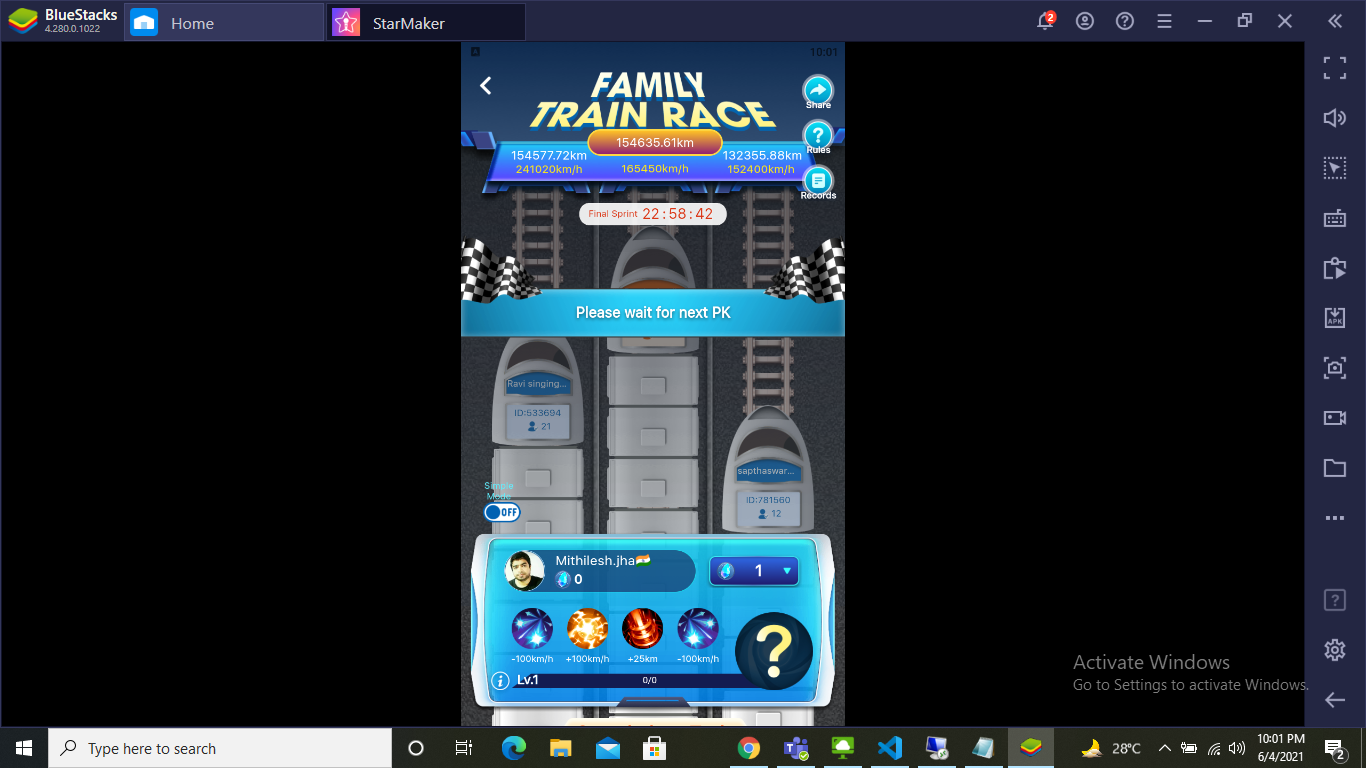 BlueStacks
4.280.0.1022
Home
StarMaker
2
10:01
FAMILY
TRAIN RACE
Share
Rules
Records
154635.61km
154577.72km
132355.88km
241020km/h
165450km/h
152400km/h
Final Sprint 22:58:42
Please wait for next PK
Ravi singing...
ID:533694
21
sapthaswar...
ID:781560
12
Simple
Mode
OFF
Mithilesh.jha
0
1
-100km/h
+100km/h
+25km
-100km/h
?
Lv.1
0/0
APK
Activate Windows
Go to Settings to activate Windows.
Type here to search
28°C
10:01 PM
6/4/2021
2